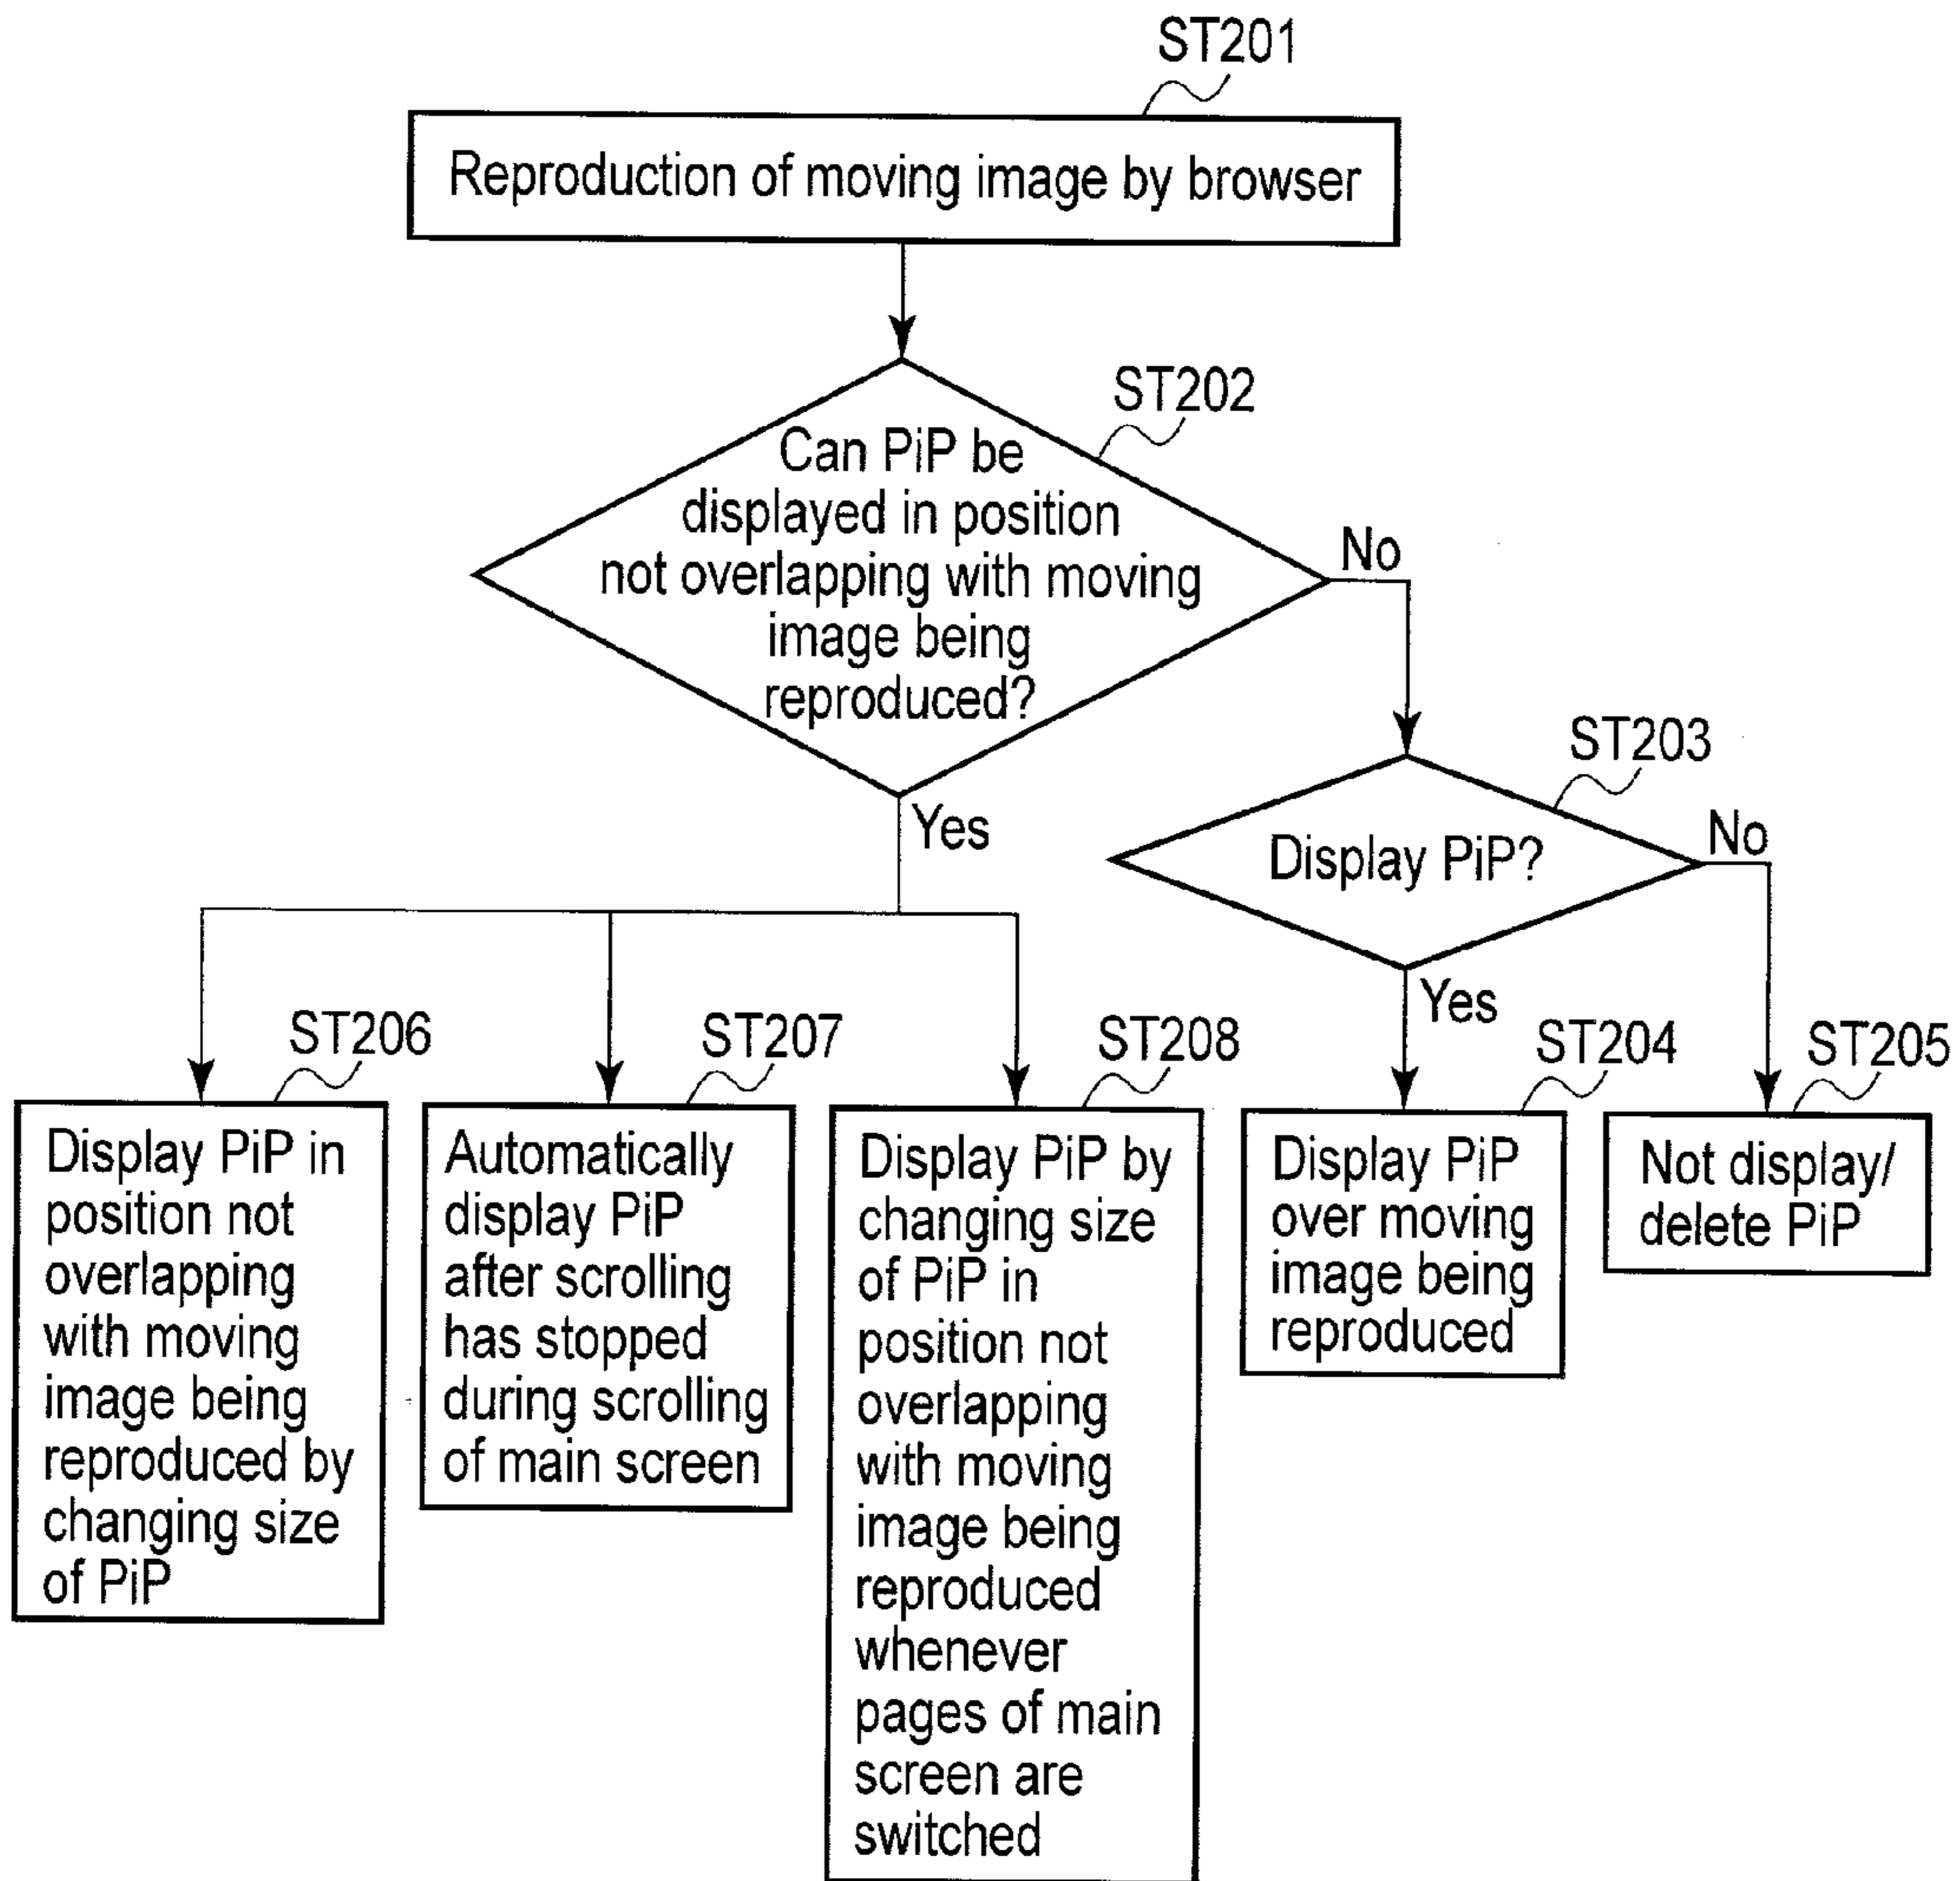 ST201
Reproduction of moving image by browser
ST202
Can PiP be
displayed in position
not overlapping with moving
image being
reproduced?
No
Yes
ST203
Display PiP?
No
Yes
ST206
Display PiP in
position not
overlapping
with moving
image being
reproduced by
changing size
of PiP
ST207
Automatically
display PiP
after scrolling
has stopped
during scrolling
of main screen
ST208
Display PiP by
changing size
of PiP in
position not
overlapping
with moving
image being
reproduced
whenever
pages of main
screen are
switched
ST204
Display PiP
over moving
image being
reproduced
ST205
Not display/
delete PiP